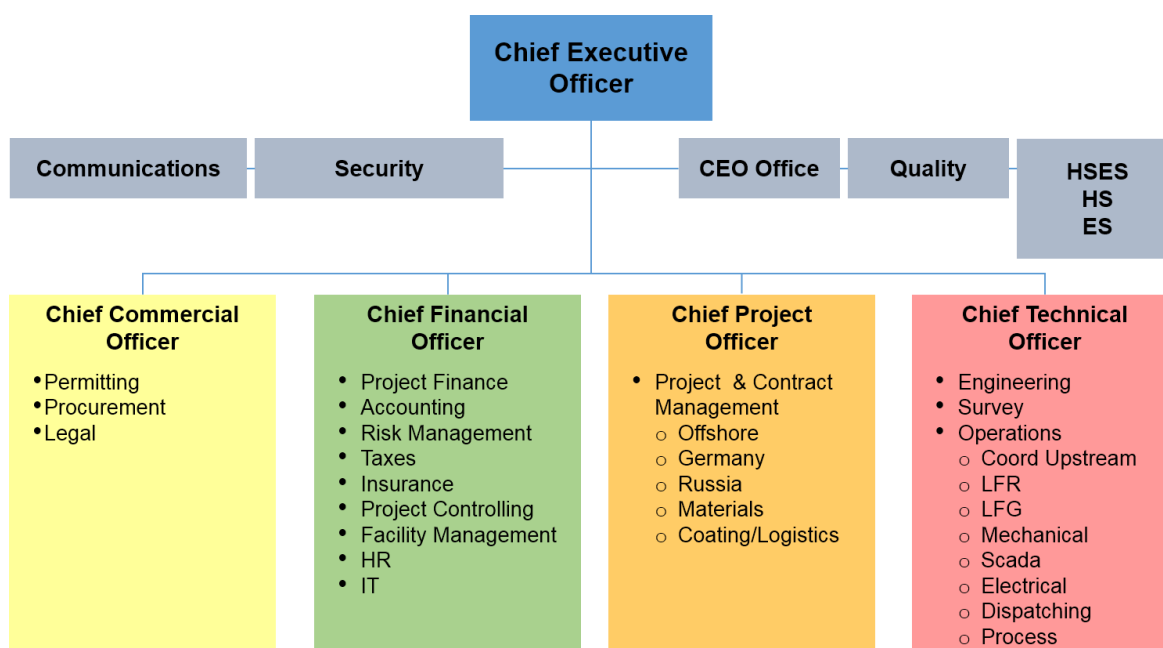 Chief Executive
Officer
Communications
Security
CEO Office
Quality
HSES
HS
ES
Chief Commercial
Officer
•Permitting
•Procurement
•Legal
Chief Financial
Officer
• Project Finance
• Accounting
• Risk Management
• Taxes
• Insurance
• Project Controlling
• Facility Management
• HR
• IT
Chief Project
Officer
• Project & Contract
Management
o Offshore
o Germany
o Russia
o Materials
o Coating/Logistics
Chief Technical
Officer
• Engineering
• Survey
• Operations
o Coord Upstream
o LFR
o LFG
o Mechanical
o Scada
o Electrical
o Dispatching
o Process